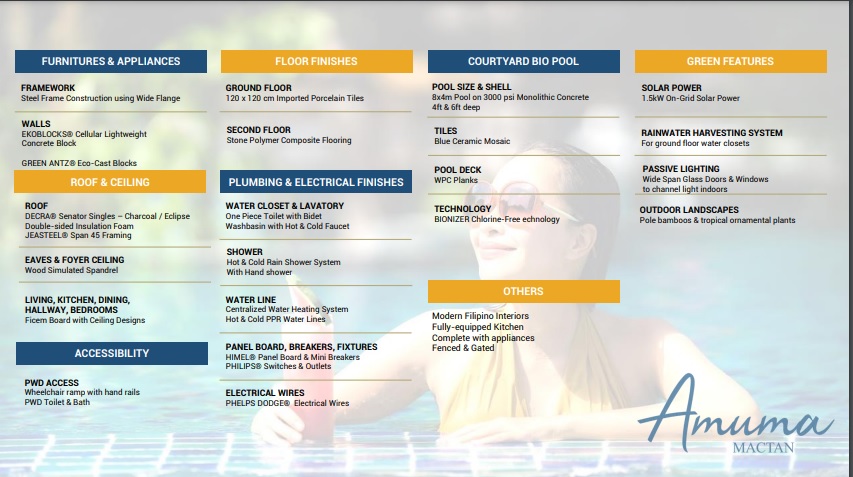 FURNITURES & APPLIANCES
FRAMEWORK
Steel Frame Construction using Wide Flange
WALLS
EKOBLOCKS® Cellular Lightweight
Concrete Block
GREEN ANTZ® Eco-Cast Blocks
ROOF & CEILING
ROOF
DECRA® Senator Singles – Charcoal / Eclipse
Double-sided Insulation Foam
JEASTEEL® Span 45 Framing
EAVES & FOYER CEILING
Wood Simulated Spandrel
LIVING, KITCHEN, DINING,
HALLWAY, BEDROOMS
Ficem Board with Ceiling Designs
ACCESSIBILITY
PWD ACCESS
Wheelchair ramp with hand rails
PWD Toilet & Bath
FLOOR FINISHES
GROUND FLOOR
120 x 120 cm Imported Porcelain Tiles
SECOND FLOOR
Stone Polymer Composite Flooring
PLUMBING & ELECTRICAL FINISHES
WATER CLOSET & LAVATORY
One Piece Toilet with Bidet
Washbasin with Hot & Cold Faucet
SHOWER
Hot & Cold Rain Shower System
With Hand shower
WATER LINE
Centralized Water Heating System
Hot & Cold PPR Water Lines
PANEL BOARD, BREAKERS, FIXTURES
HIMEL® Panel Board & Mini Breakers
PHILIPS® Switches & Outlets
ELECTRICAL WIRES
PHELPS DODGE® Electrical Wires
COURTYARD BIO POOL
POOL SIZE & SHELL
8x4m Pool on 3000 psi Monolithic Concrete
4ft & 6ft deep
TILES
Blue Ceramic Mosaic
POOL DECK
WPC Planks
TECHNOLOGY
BIONIZER Chlorine-Free echnology
OTHERS
Modern Filipino Interiors
Fully-equipped Kitchen
Complete with appliances
Fenced & Gated
GREEN FEATURES
SOLAR POWER
1.5kW On-Grid Solar Power
RAINWATER HARVESTING SYSTEM
For ground floor water closets
PASSIVE LIGHTING
Wide Span Glass Doors & Windows
to channel light indoors
OUTDOOR LANDSCAPES
Pole bamboos & tropical ornamental plants
Amuma
MACTAN